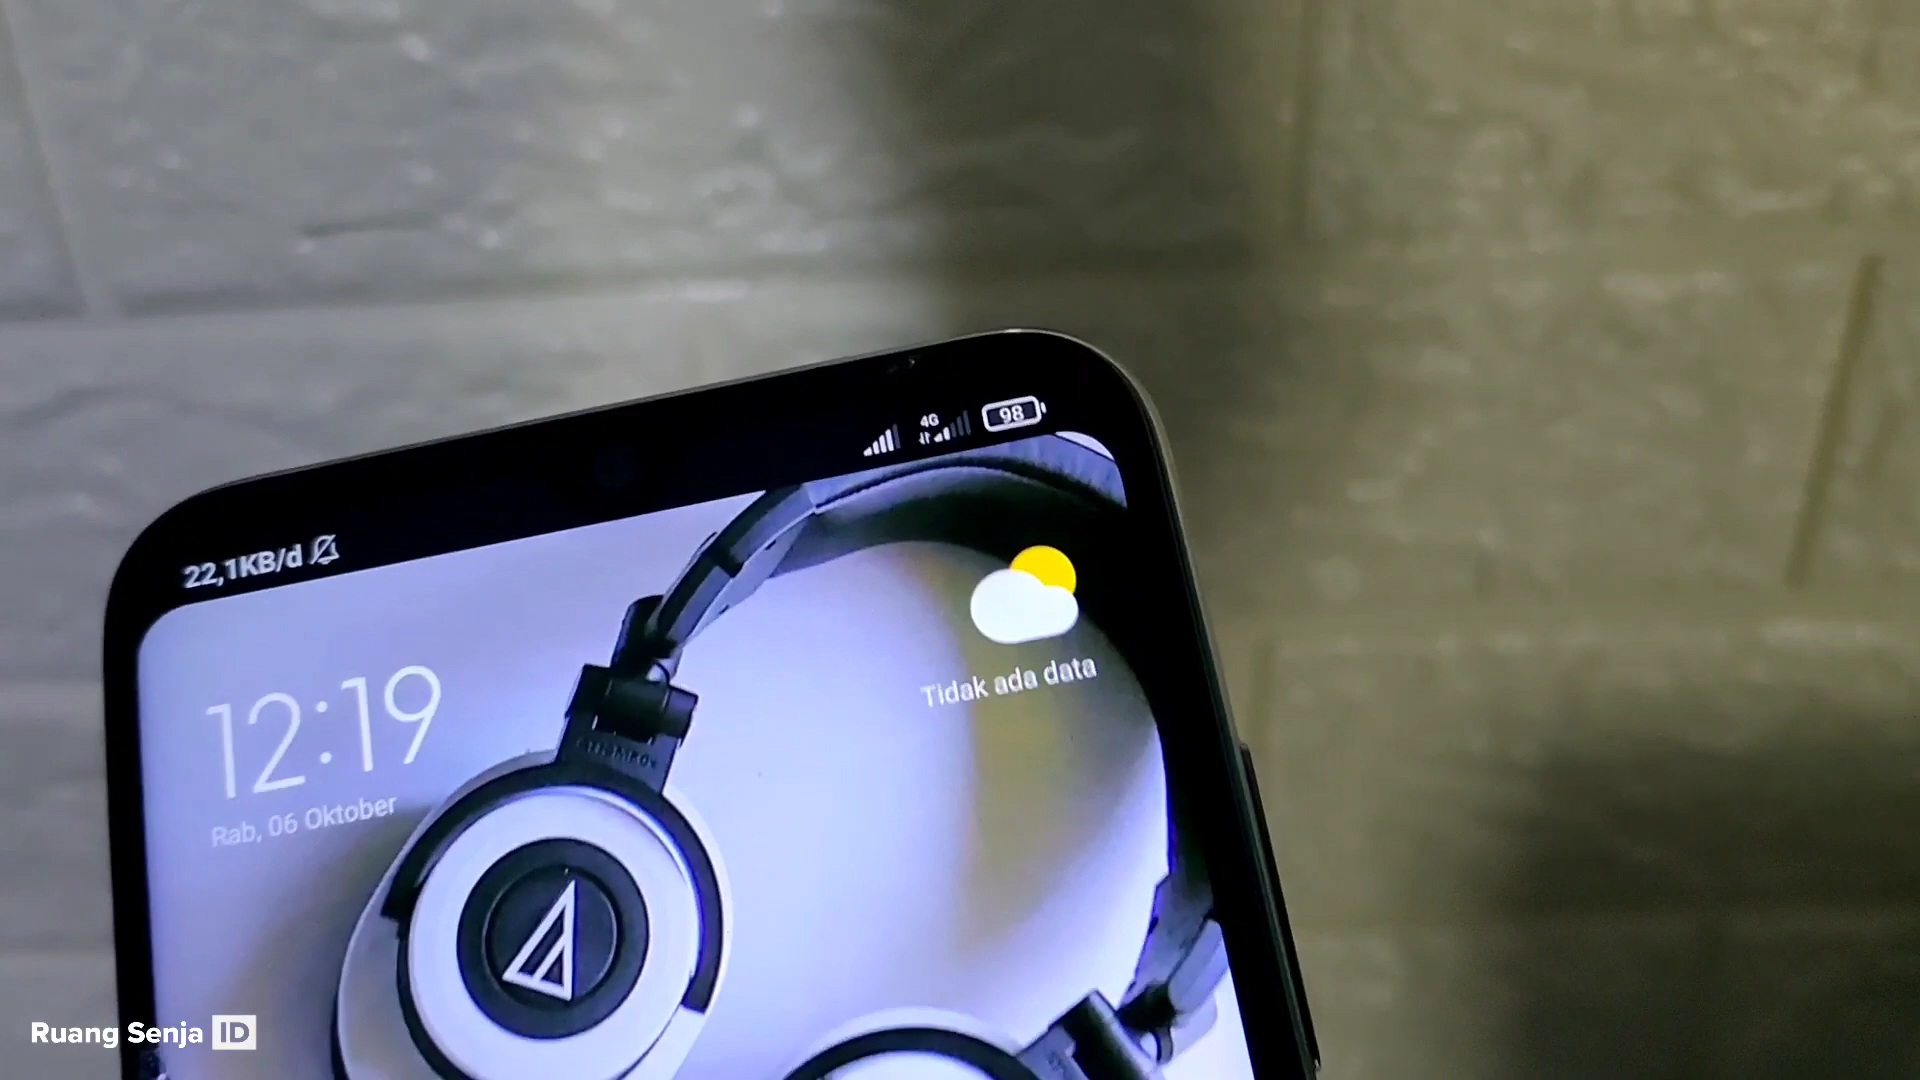 4G
98
22,1KB/d
12:19
Rab, 06 Oktober
Tidak ada data
Ruang Senja ID